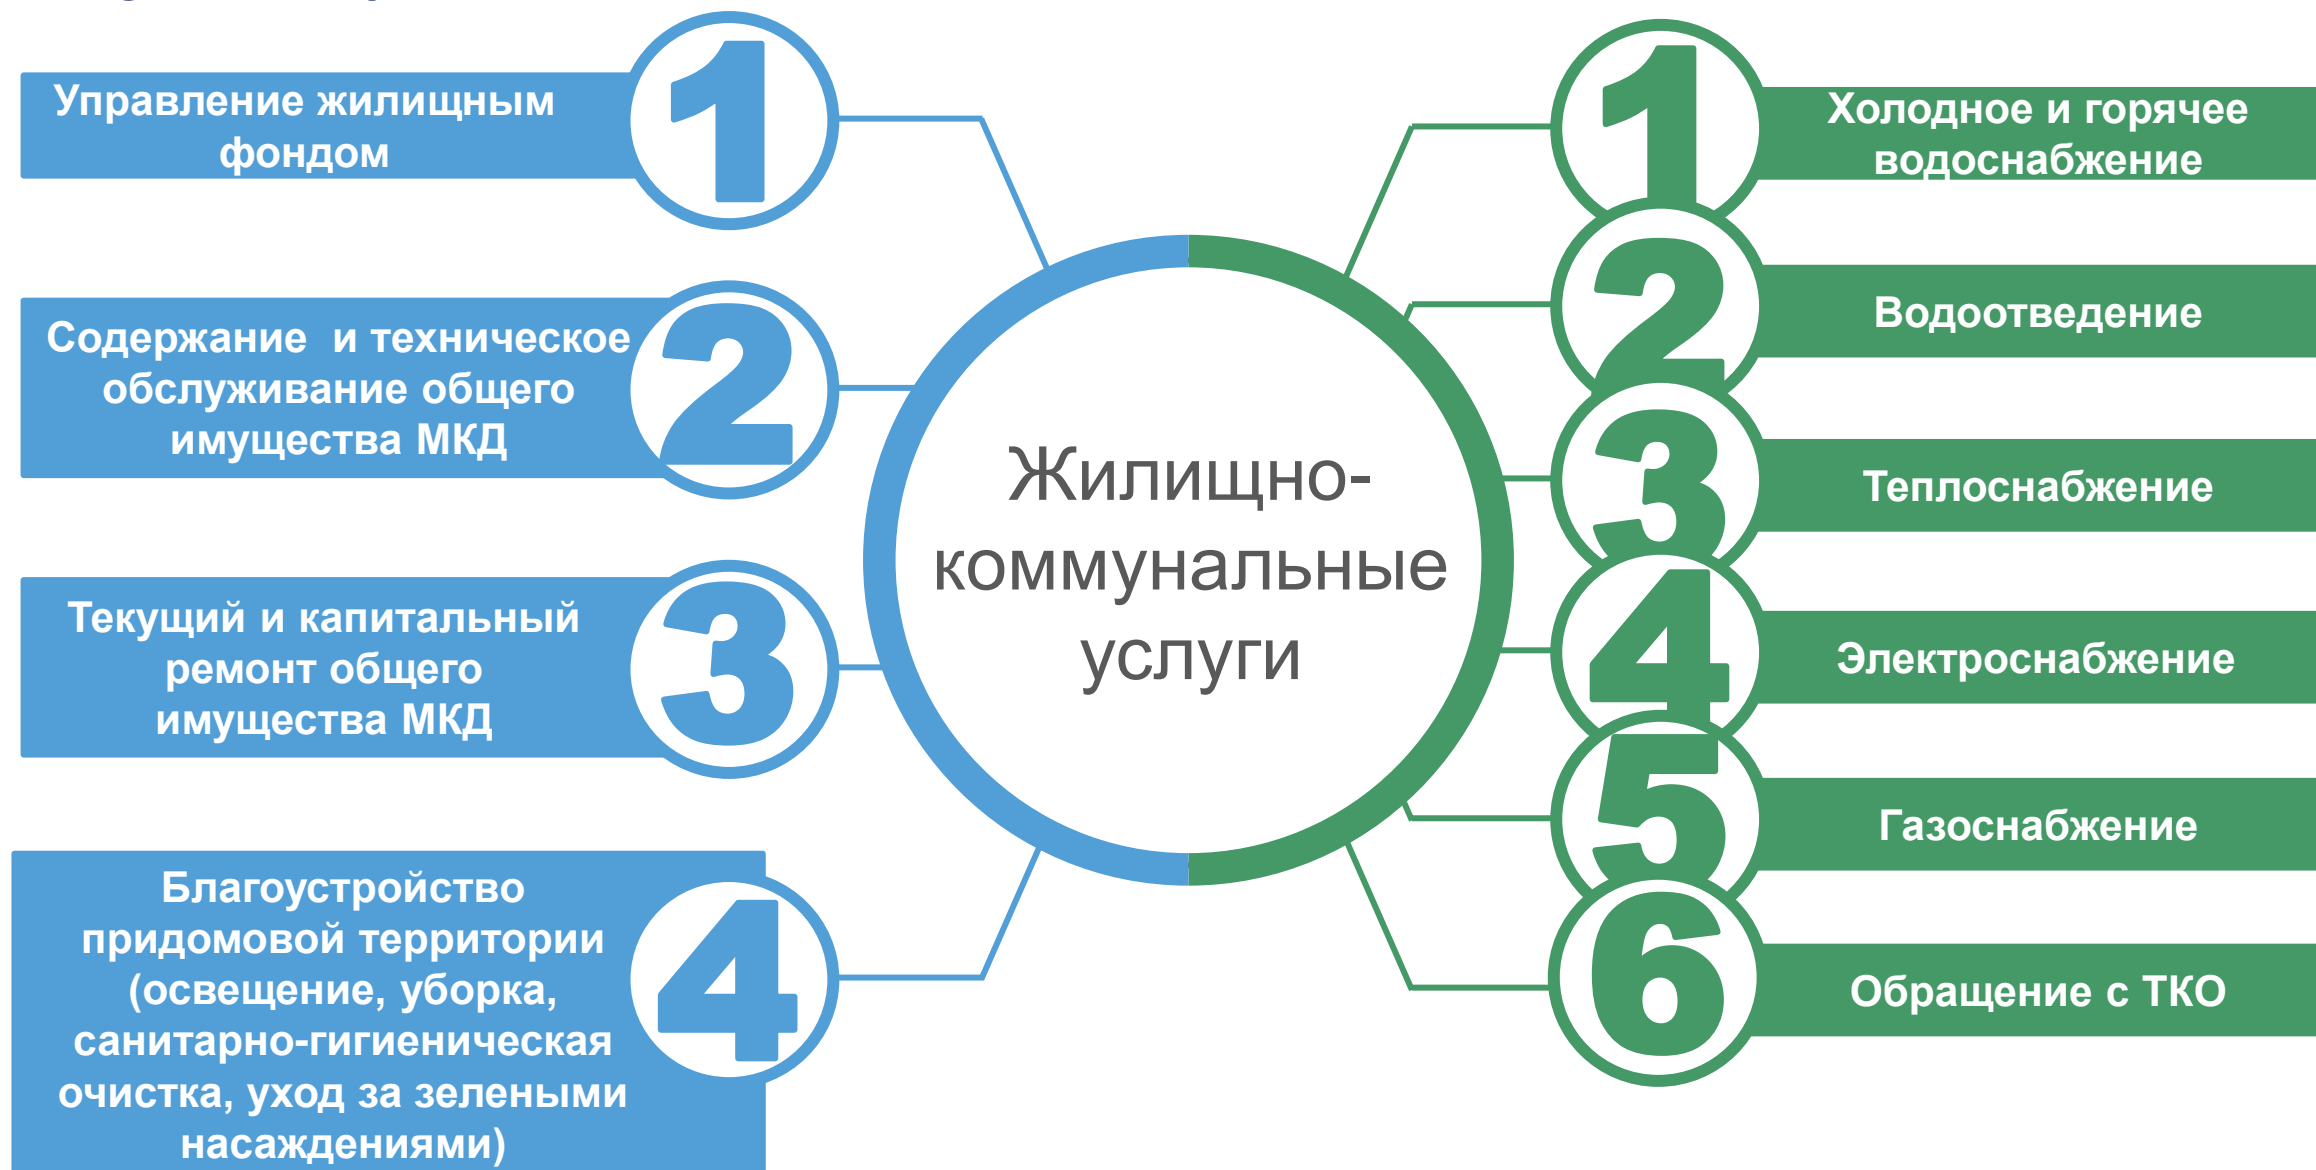 1
Управление жилищным
фондом
2
Содержание и техническое
обслуживание общего
имущества МКД
3
Текущий и капитальный
ремонт общего
имущества МКД
4
Благоустройство
придомовой территории
(освещение, уборка,
санитарно-гигиеническая
очистка, уход за зелеными
насаждениями)
Жилищно-
коммунальные
услуги
1
Холодное и горячее
водоснабжение
2
Водоотведение
3
Теплоснабжение
4
Электроснабжение
5
Газоснабжение
6
Обращение с ТКО